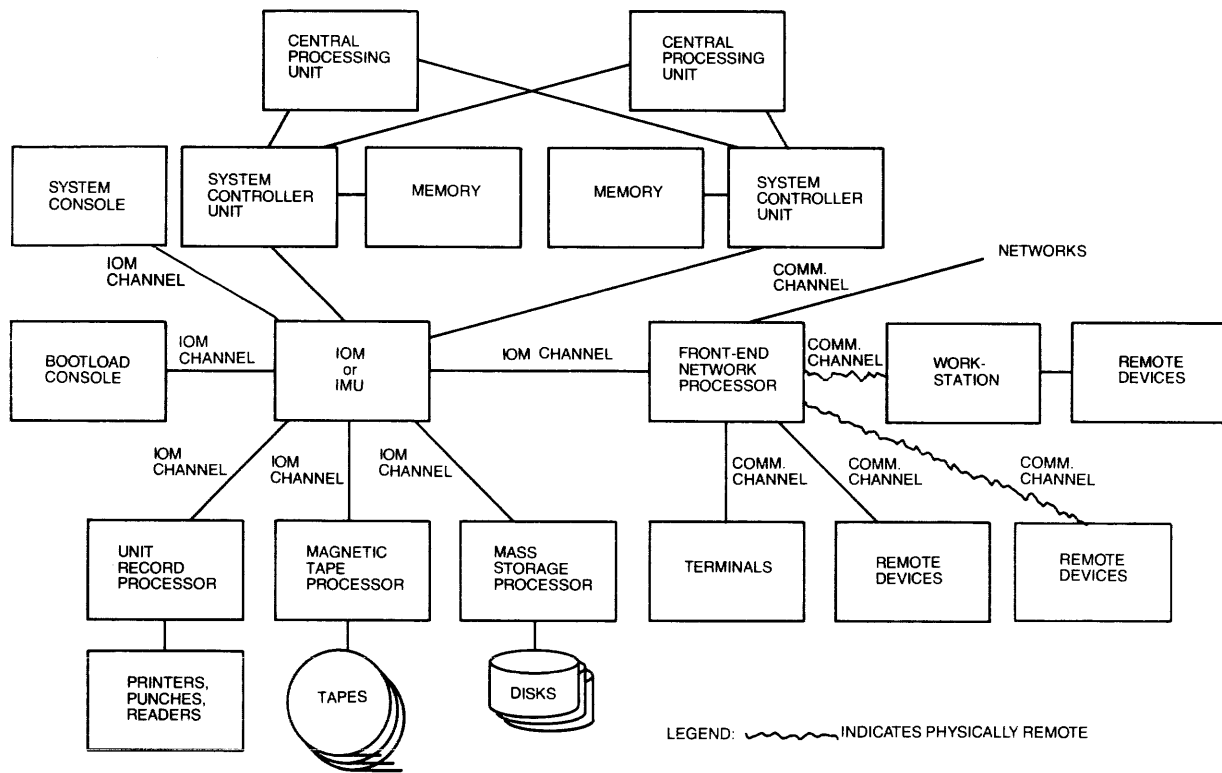 CENTRAL
PROCESSING
UNIT
CENTRAL
PROCESSING
UNIT
SYSTEM
CONSOLE
SYSTEM
CONTROLLER
UNIT
MEMORY
MEMORY
SYSTEM
CONTROLLER
UNIT
IOM
CHANNEL
COMM.
CHANNEL
NETWORKS
BOOTLOAD
CONSOLE
IOM
CHANNEL
IOM
or
IMU
IOM CHANNEL
FRONT-END
NETWORK
PROCESSOR
COMM.
CHANNEL
WORK-
STATION
REMOTE
DEVICES
IOM
CHANNEL
IOM
CHANNEL
IOM
CHANNEL
COMM.
CHANNEL
COMM.
CHANNEL
COMM.
CHANNEL
UNIT
RECORD
PROCESSOR
MAGNETIC
TAPE
PROCESSOR
MASS
STORAGE
PROCESSOR
TERMINALS
REMOTE
DEVICES
REMOTE
DEVICES
PRINTERS,
PUNCHES,
READERS
TAPES
DISKS
LEGEND: INDICATES PHYSICALLY REMOTE